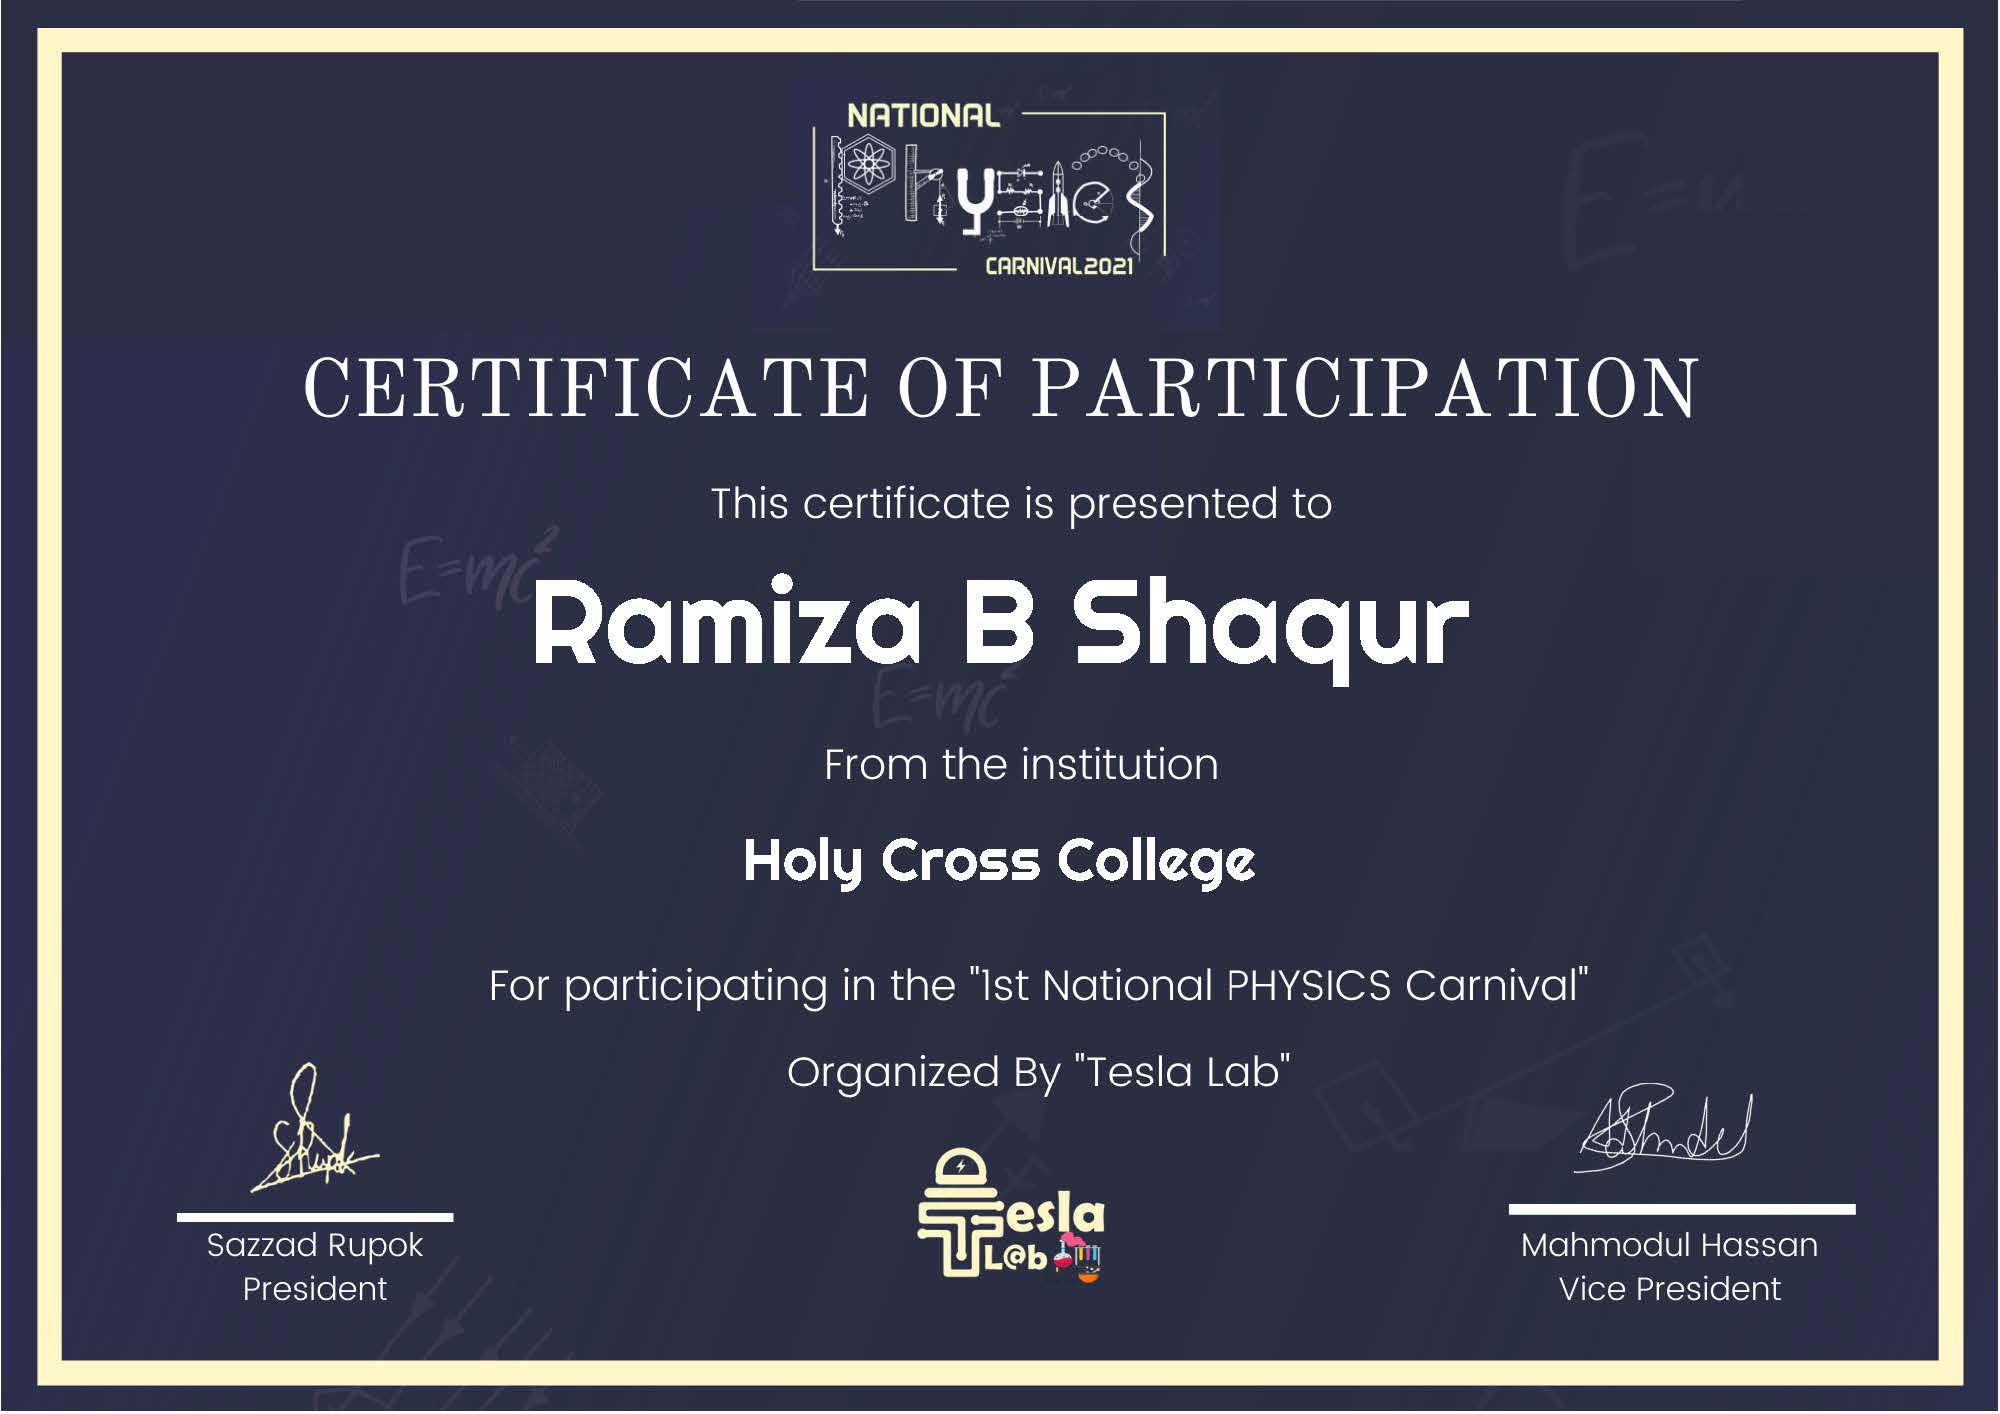 NATIONAL
Physics
CARNIVAL2021
CERTIFICATE OF PARTICIPATION
This certificate is presented to
E=mc²
Ramiza B Shaqur
E=mc²
From the institution
Holy Cross College
For participating in the "1st National PHYSICS Carnival"
Organized By "Tesla Lab"
Tesla
L@b
Sazzad Rupok
President
Mahmodul Hassan
Vice President